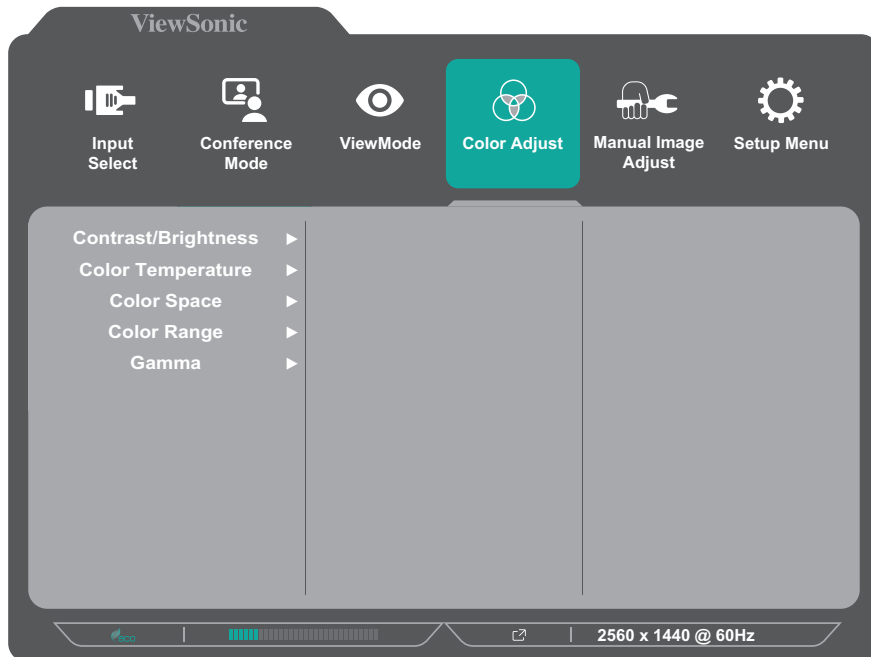 ViewSonic
Input
Select
Conference
Mode
ViewMode
Color Adjust
Manual Image
Adjust
Setup Menu
Contrast/Brightness
Color Temperature
Color Space
Color Range
Gamma
eco
2560 x 1440 @ 60Hz